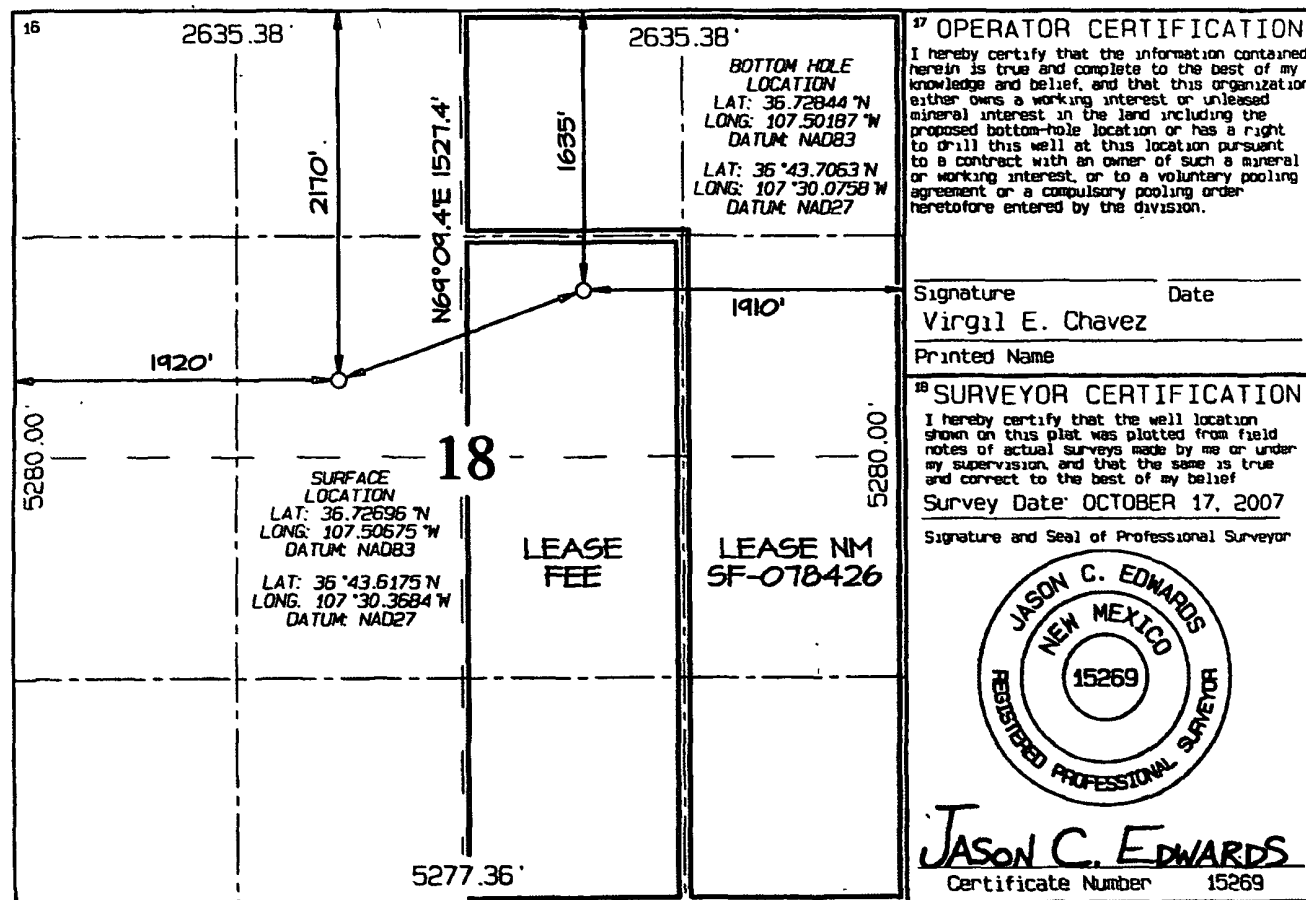 16
2635.38'
2635.38'
BOTTOM HOLE
LOCATION
LAT: 36.72844 °N
LONG: 107.50187 °W
DATUM: NAD83
LAT: 36 °43.7063 'N
LONG: 107 °30.0758 'W
DATUM: NAD27
2170'
N69°09.4'E 1527.4'
1635'
1910'
1920'
5280.00'
18
5280.00'
SURFACE
LOCATION
LAT: 36.72696 °N
LONG: 107.50675 °W
DATUM: NAD83
LAT: 36 °43.6175 'N
LONG. 107 °30.3684 'W
DATUM: NAD27
LEASE
FEE
LEASE NM
SF-078426
5277.36'
17 OPERATOR CERTIFICATION
I hereby certify that the information contained
herein is true and complete to the best of my
knowledge and belief, and that this organization
either owns a working interest or unleased
mineral interest in the land including the
proposed bottom-hole location or has a right
to drill this well at this location pursuant
to a contract with an owner of such a mineral
or working interest, or to a voluntary pooling
agreement or a compulsory pooling order
heretofore entered by the division.
Signature Date
Virgil E. Chavez
Printed Name
18 SURVEYOR CERTIFICATION
I hereby certify that the well location
shown on this plat was plotted from field
notes of actual surveys made by me or under
my supervision, and that the same is true
and correct to the best of my belief
Survey Date: OCTOBER 17, 2007
Signature and Seal of Professional Surveyor
JASON C. EDWARDS
NEW MEXICO
15269
REGISTERED PROFESSIONAL SURVEYOR
JASON C. EDWARDS
Certificate Number 15269